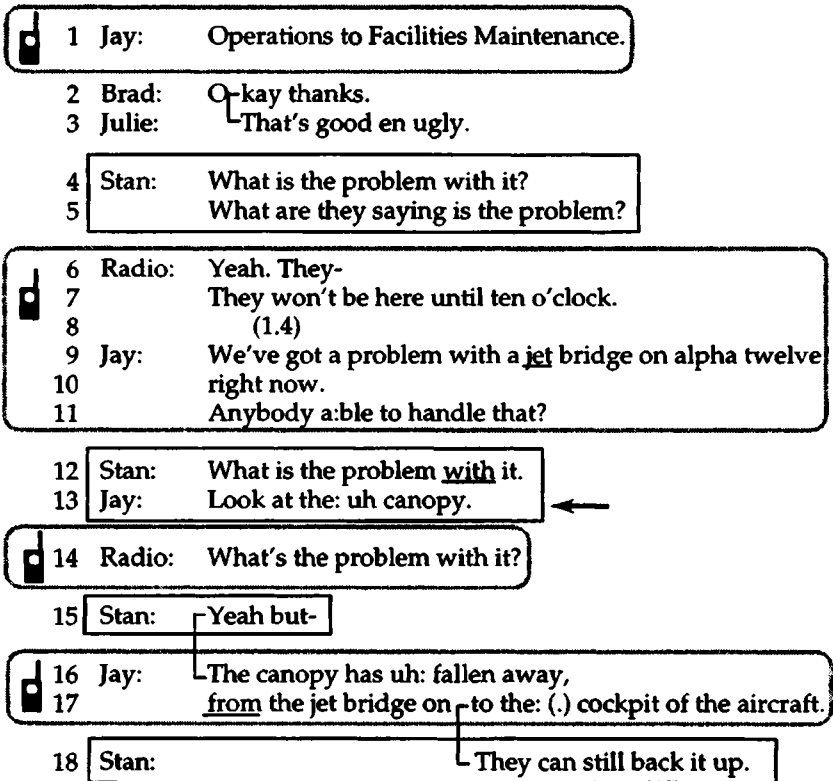 1 Jay: Operations to Facilities Maintenance.
2 Brad: O-kay thanks.
3 Julie: That's good en ugly.
4 Stan: What is the problem with it?
5 What are they saying is the problem?
6 Radio: Yeah. They-
7 They won't be here until ten o'clock.
8 (1.4)
9 Jay: We've got a problem with a jet bridge on alpha twelve
10 right now.
11 Anybody a:ble to handle that?
12 Stan: What is the problem with it.
13 Jay: Look at the: uh canopy.
14 Radio: What's the problem with it?
15 Stan: Yeah but-
16 Jay: The canopy has uh: fallen away,
17 from the jet bridge on to the: (.) cockpit of the aircraft.
18 Stan: They can still back it up.